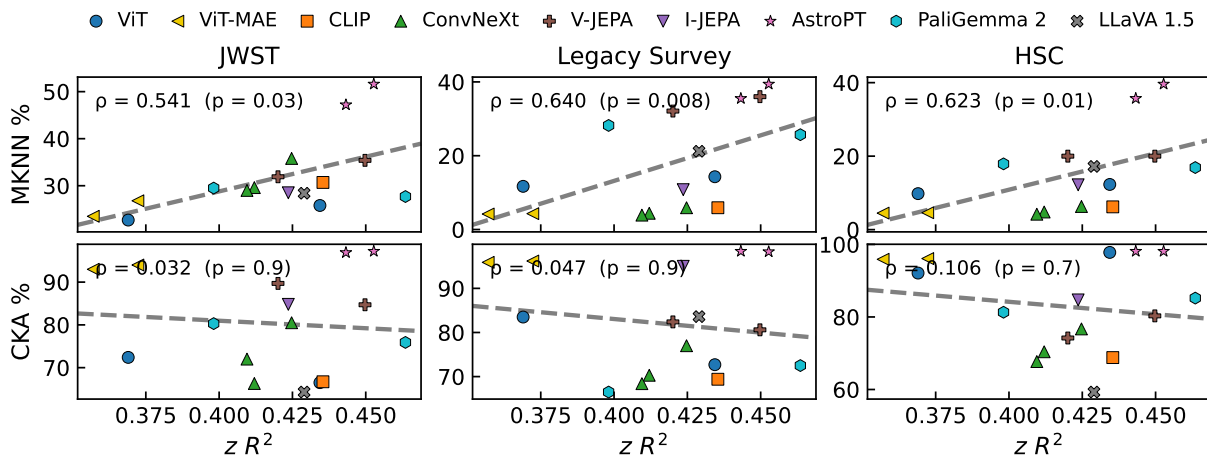 ViT ViT-MAE CLIP ConvNeXt V-JEPA I-JEPA AstroPT PaliGemma 2 LLaVA 1.5
JWST Legacy Survey HSC
MKNN %
50
40
30
ρ = 0.541 (p = 0.03)
40
20
0
ρ = 0.640 (p = 0.008)
40
20
0
ρ = 0.623 (p = 0.01)
CKA %
90
80
70
ρ = 0.032 (p = 0.9)
90
80
70
ρ = 0.047 (p = 0.9)
100
80
60
ρ = 0.106 (p = 0.7)
0.375 0.400 0.425 0.450 0.375 0.400 0.425 0.450 0.375 0.400 0.425 0.450
z R² z R² z R²